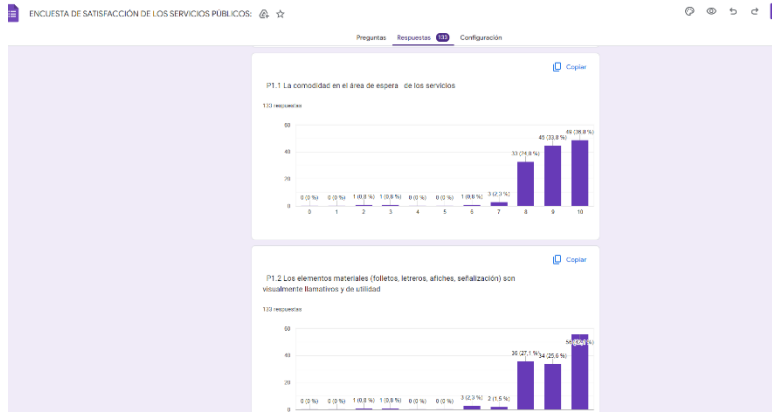 ENCUESTA DE SATISFACCIÓN DE LOS SERVICIOS PÚBLICOS:
Preguntas Respuestas 133 Configuración
Copiar
P1.1 La comodidad en el área de espera de los servicios
133 respuestas
60
40
20
0
0 (0 %) 0 (0 %) 1 (0,8 %) 1 (0,8 %) 0 (0 %) 0 (0 %) 1 (0,8 %) 3 (2,3 %) 33 (24,8 %) 45 (33,8 %) 49 (36,8 %)
0 1 2 3 4 5 6 7 8 9 10
Copiar
P1.2 Los elementos materiales (folletos, letreros, afiches, señalización) son
visualmente llamativos y de utilidad
133 respuestas
60
40
20
0
0 (0 %) 0 (0 %) 1 (0,8 %) 1 (0,8 %) 0 (0 %) 0 (0 %) 3 (2,3 %) 2 (1,5 %) 36 (27,1 %) 34 (25,6 %)